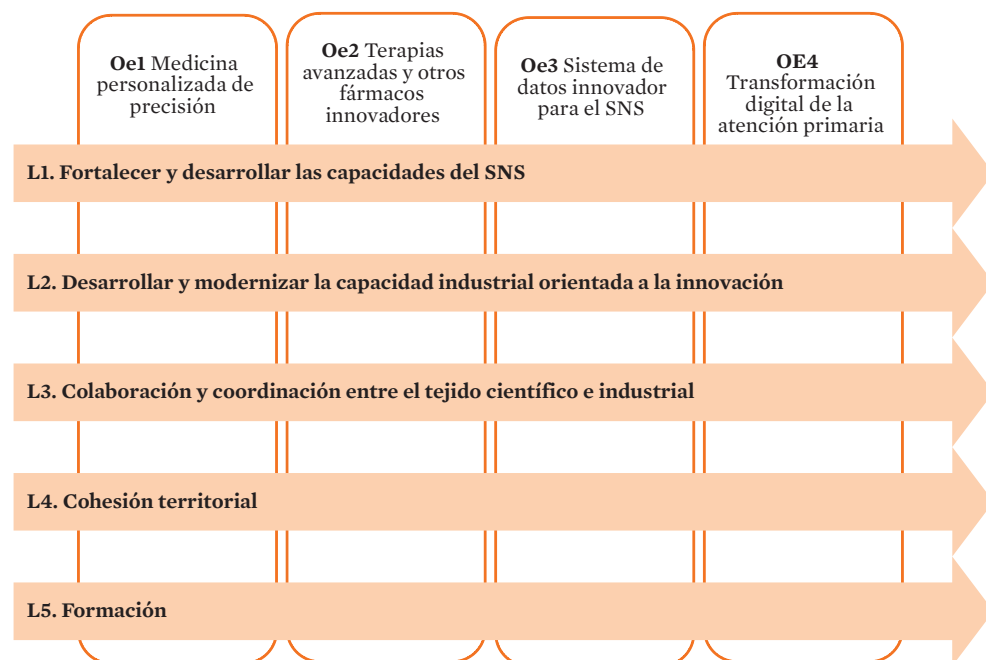 Oe1 Medicina
personalizada de
precisión
Oe2 Terapias
avanzadas y otros
fármacos
innovadores
Oe3 Sistema de
datos innovador
para el SNS
OE4
Transformación
digital de la
atención primaria
L1. Fortalecer y desarrollar las capacidades del SNS
L2. Desarrollar y modernizar la capacidad industrial orientada a la innovación
L3. Colaboración y coordinación entre el tejido científico e industrial
L4. Cohesión territorial
L5. Formación